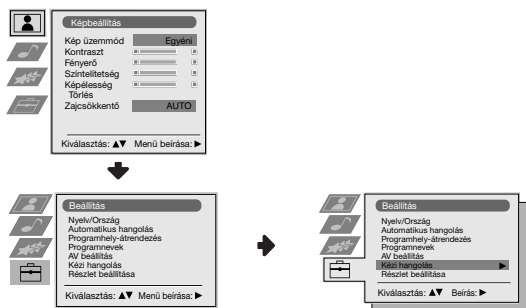 Képbeállítás
Kép üzemmód Egyéni
Kontraszt
Fényerő
Színtelítetség
Képélesség
Törlés
Zajcsökkentő AUTO
Kiválasztás: ▲▼ Menü beírása: ▶
Beállítás
Nyelv/Ország
Automatikus hangolás
Programhely-átrendezés
Programnevek
AV beállítás
Kézi hangolás
Részlet beállítása
Kiválasztás: ▲▼ Menü beírása: ▶
Beállítás
Nyelv/Ország
Automatikus hangolás
Programhely-átrendezés
Programnevek
AV beállítás
Kézi hangolás ▶
Részlet beállítása
Kiválasztás: ▲▼ Beírás: ▶